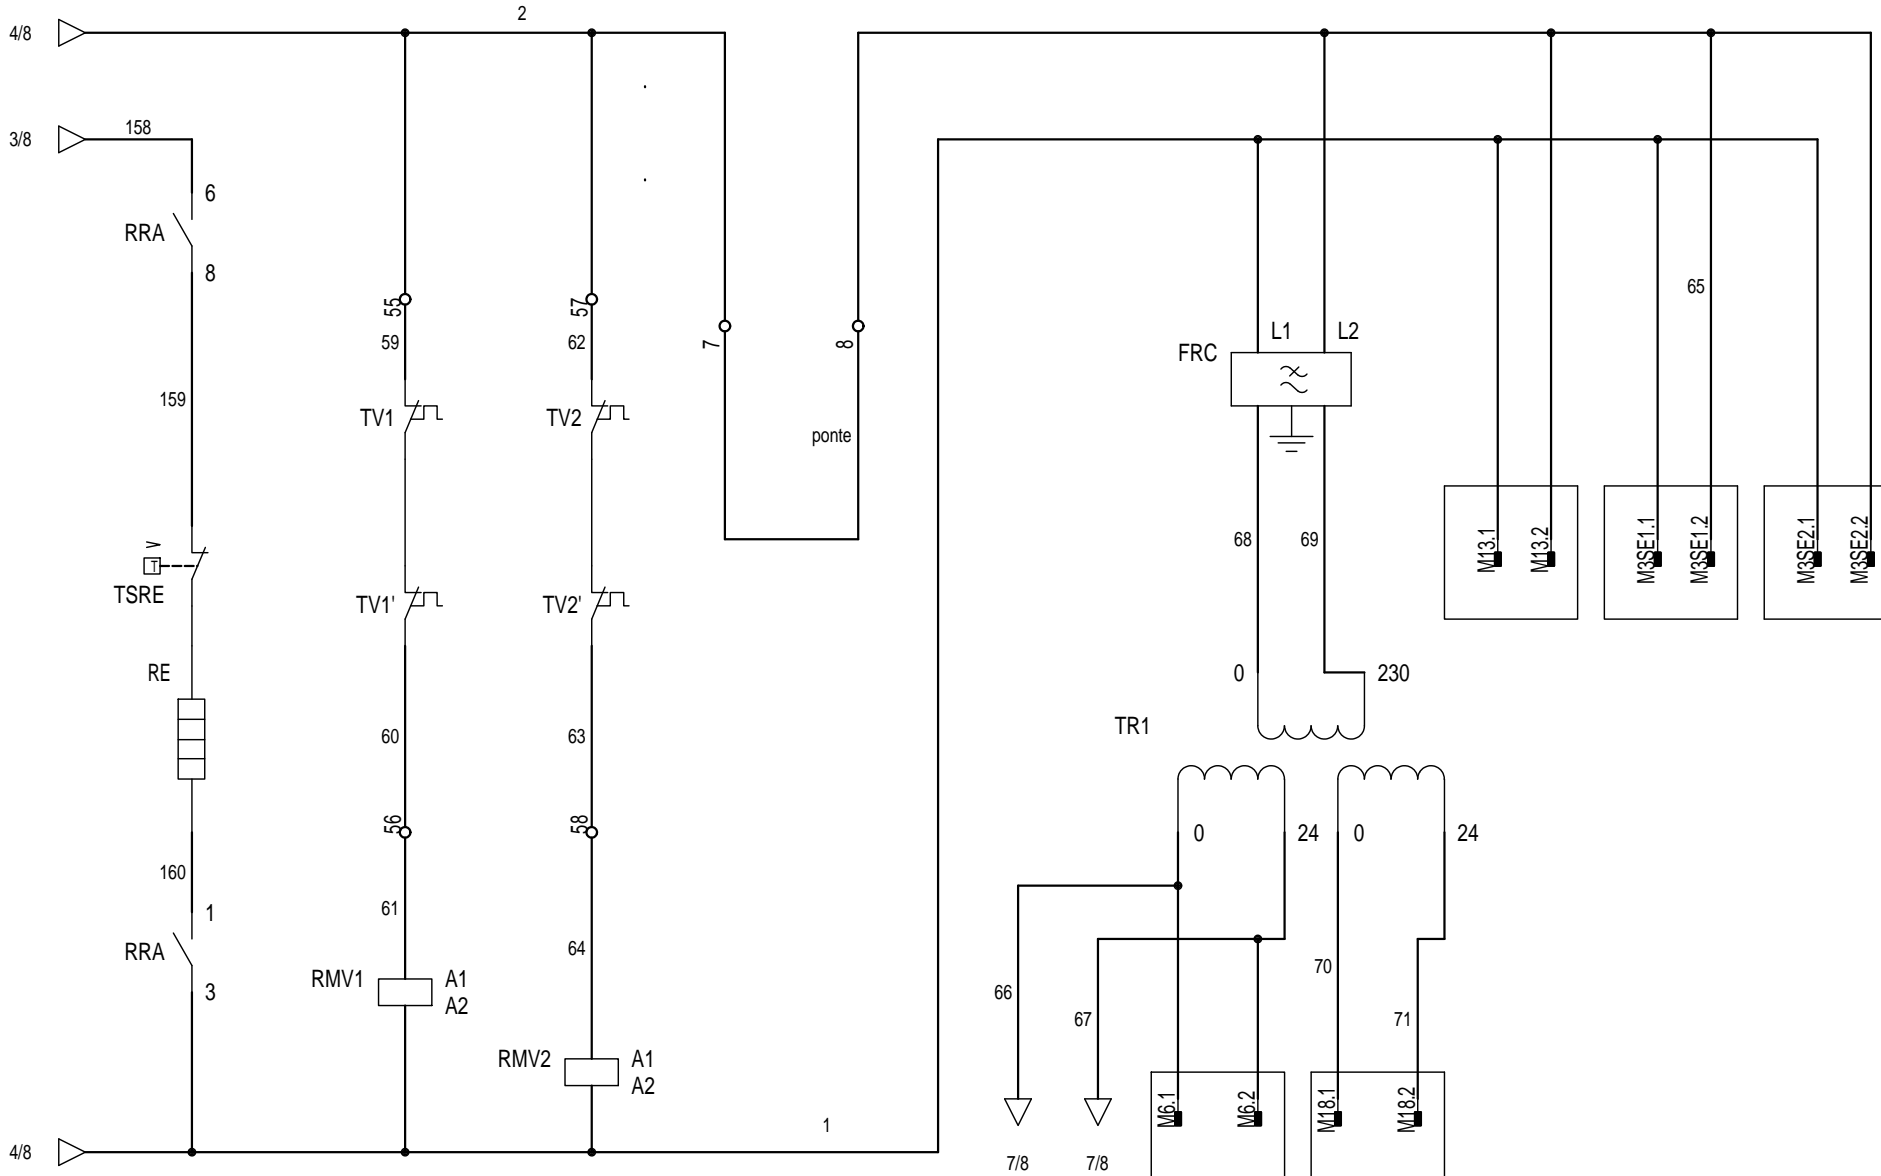 2
4/8
158
3/8
6
RRA
8
65
55
57
59
62
7
8
L1
L2
FRC
159
TV1
TV2
ponte
M13.1
M13.2
M3SE1.1
M3SE1.2
M3SE2.1
M3SE2.2
68
69
V
T
TSRE
TV1'
TV2'
RE
0
230
TR1
60
63
56
58
0
24
0
24
160
1
61
RRA
64
3
RMV1
A1
A2
70
66
67
71
RMV2
A1
A2
M6.1
M6.2
M18.1
M18.2
1
4/8
7/8
7/8